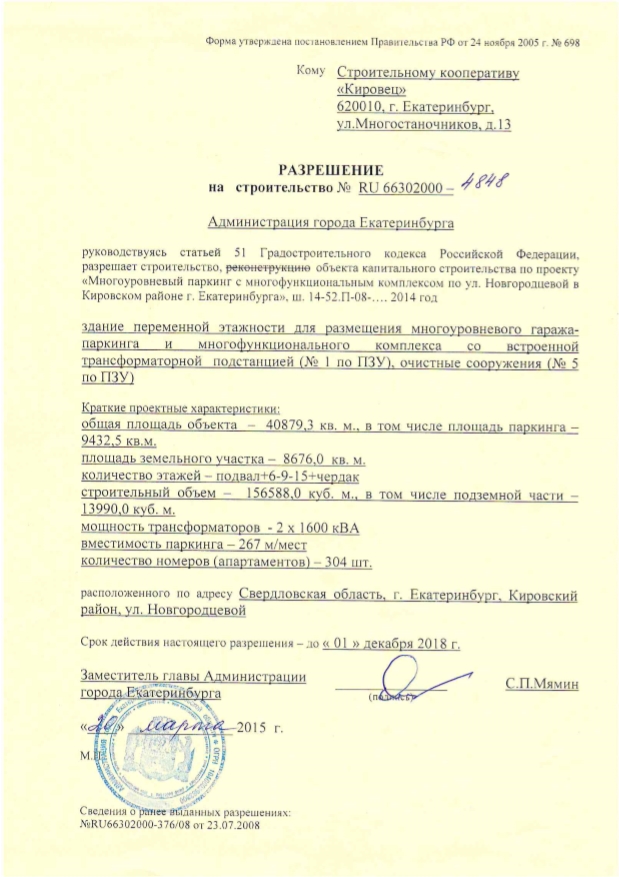 Форма утверждена постановлением Правительства РФ от 24 ноября 2005 г. № 698
Кому Строительному кооперативу
«Кировец»
620010, г. Екатеринбург,
ул.Многостаночников, д.13
РАЗРЕШЕНИЕ
на строительство № RU 66302000 – 4848
Администрация города Екатеринбурга
руководствуясь статьей 51 Градостроительного кодекса Российской Федерации,
разрешает строительство, реконструкцию объекта капитального строительства по проекту
«Многоуровневый паркинг с многофункциональным комплексом по ул. Новгородцевой в
Кировском районе г. Екатеринбурга», ш. 14-52.П-08-…. 2014 год
здание переменной этажности для размещения многоуровневого гаража-
паркинга и многофункционального комплекса со встроенной
трансформаторной подстанцией (№ 1 по ПЗУ), очистные сооружения (№ 5
по ПЗУ)
Краткие проектные характеристики:
общая площадь объекта – 40879,3 кв. м., в том числе площадь паркинга –
9432,5 кв.м.
площадь земельного участка – 8676,0 кв. м.
количество этажей – подвал+6-9-15+чердак
строительный объем – 156588,0 куб. м., в том числе подземной части –
13990,0 куб. м.
мощность трансформаторов - 2 х 1600 кВА
вместимость паркинга – 267 м/мест
количество номеров (апартаментов) – 304 шт.
расположенного по адресу Свердловская область, г. Екатеринбург, Кировский
район, ул. Новгородцевой
Срок действия настоящего разрешения – до « 01 » декабря 2018 г.
Заместитель главы Администрации
города Екатеринбурга
(подпись)
С.П.Мямин
марта 2015 г.
М.П.
Сведения о ранее выданных разрешениях:
№RU66302000-376/08 от 23.07.2008